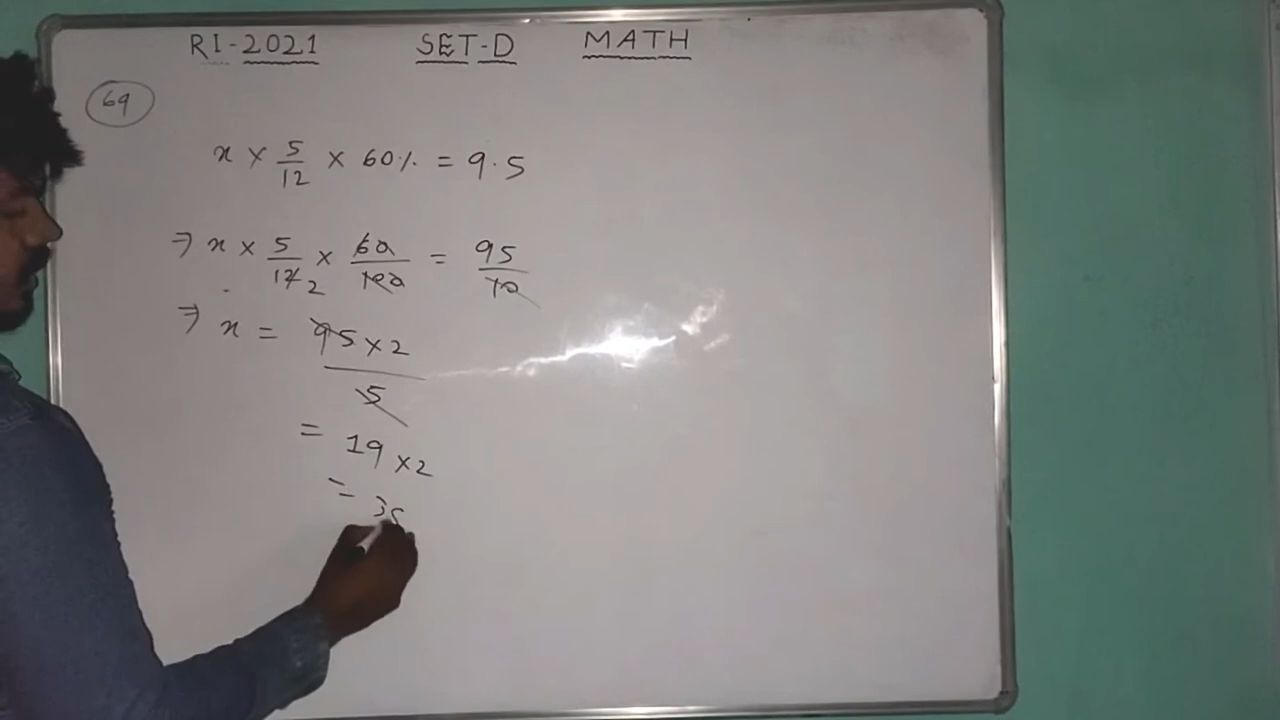 RI-2021 SET-D MATH
69
x × 5/12 × 60% = 9.5
⇒ x × 5/12 2 × 60/100 = 95/10
⇒ x = 95 × 2 / 5
= 19 × 2
=